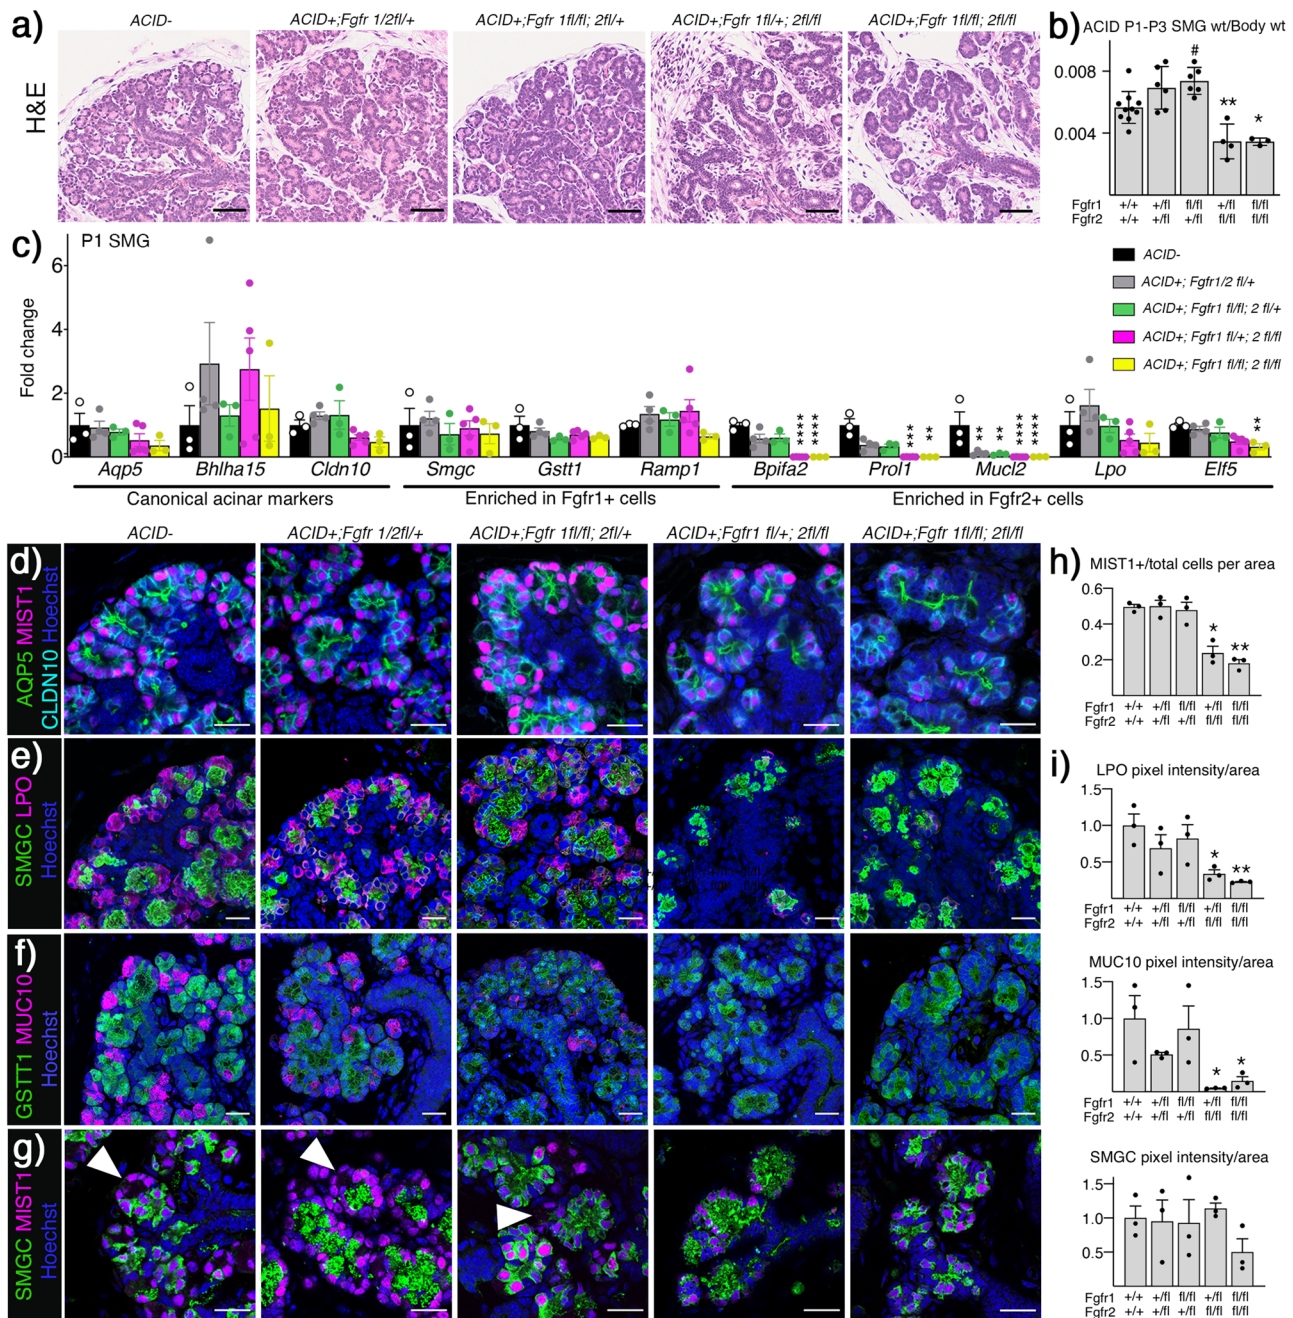 a)
ACID-
ACID+;Fgfr 1/2fl/+
ACID+;Fgfr 1fl/fl; 2fl/+
ACID+;Fgfr 1fl/+; 2fl/fl
ACID+;Fgfr 1fl/fl; 2fl/fl
H&E
b)
ACID P1-P3 SMG wt/Body wt
0.008
0.004
#
**
*
Fgfr1 +/+ +/fl fl/fl +/fl fl/fl
Fgfr2 +/+ +/fl +/fl fl/fl fl/fl
c)
P1 SMG
Fold change
6
4
2
0
****
****
****
**
**
**
****
****
**
Aqp5 Bhlha15 Cldn10 Smgc Gstt1 Ramp1 Bpifa2 Prol1 Mucl2 Lpo Elf5
Canonical acinar markers
Enriched in Fgfr1+ cells
Enriched in Fgfr2+ cells
ACID-
ACID+; Fgfr1/2 fl/+
ACID+; Fgfr1 fl/fl; 2 fl/+
ACID+; Fgfr1 fl/+; 2 fl/fl
ACID+; Fgfr1 fl/fl; 2 fl/fl
ACID-
ACID+;Fgfr 1/2fl/+
ACID+;Fgfr 1fl/fl; 2fl/+
ACID+;Fgfr1 fl/+; 2fl/fl
ACID+;Fgfr 1fl/fl; 2fl/fl
d)
AQP5 MIST1
CLDN10 Hoechst
e)
SMGC LPO
Hoechst
f)
GSTT1 MUC10
Hoechst
g)
SMGC MIST1
Hoechst
h)
MIST1+/total cells per area
0.6
0.4
0.2
*
**
Fgfr1 +/+ +/fl fl/fl +/fl fl/fl
Fgfr2 +/+ +/fl +/fl fl/fl fl/fl
i)
LPO pixel intensity/area
1.5
1.0
0.5
*
**
Fgfr1 +/+ +/fl fl/fl +/fl fl/fl
Fgfr2 +/+ +/fl +/fl fl/fl fl/fl
MUC10 pixel intensity/area
1.5
1.0
0.5
*
*
Fgfr1 +/+ +/fl fl/fl +/fl fl/fl
Fgfr2 +/+ +/fl +/fl fl/fl fl/fl
SMGC pixel intensity/area
1.5
1.0
0.5
Fgfr1 +/+ +/fl fl/fl +/fl fl/fl
Fgfr2 +/+ +/fl +/fl fl/fl fl/fl